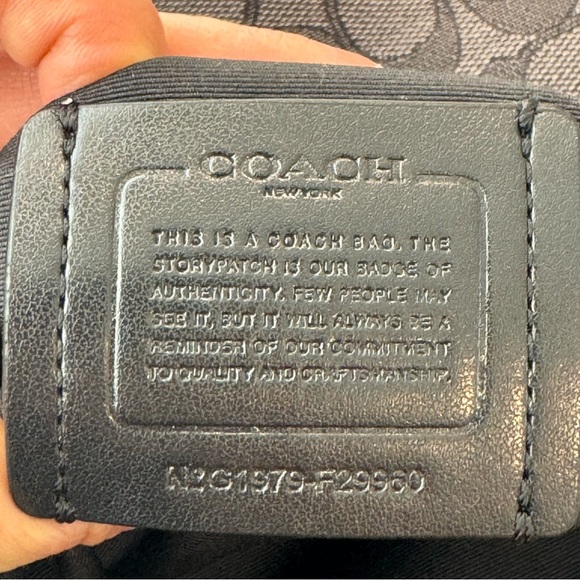 COACH
NEW YORK
THIS IS A COACH BAG. THE
STORYPATCH IS OUR BADGE OF
AUTHENTICITY. FEW PEOPLE MAY
SEE IT, BUT IT WILL ALWAYS BE A
REMINDER OF OUR COMMITMENT
TO QUALITY AND CRAFTSMANSHIP.
Nº G1979-F29960